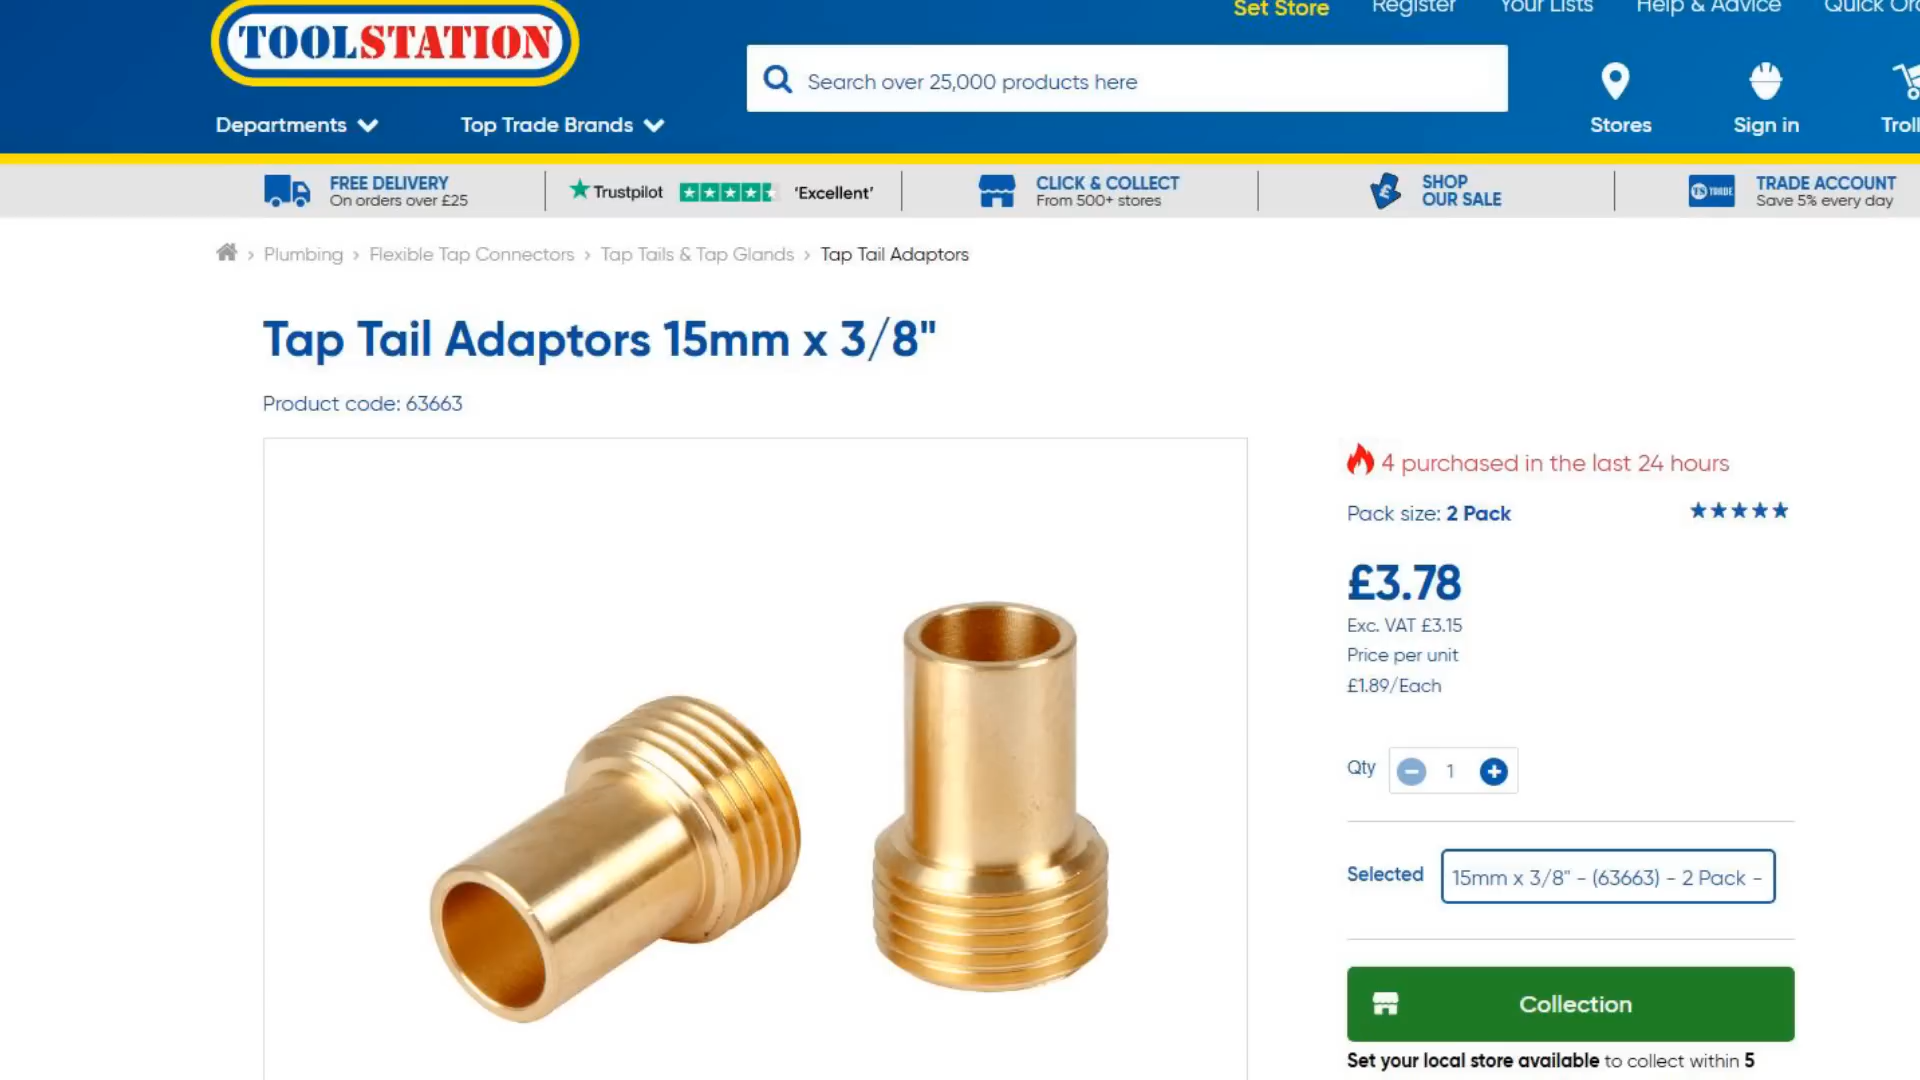 Set Store Register Your Lists Help & Advice Quick
TOOLSTATION
Search over 25,000 products here
Departments Top Trade Brands Stores Sign in
FREE DELIVERY
On orders over £25
Trustpilot 'Excellent'
CLICK & COLLECT
From 500+ stores
SHOP
OUR SALE
TS TRADE
TRADE ACCOUNT
Save 5% every day
> Plumbing > Flexible Tap Connectors > Tap Tails & Tap Glands > Tap Tail Adaptors
Tap Tail Adaptors 15mm x 3/8"
Product code: 63663
4 purchased in the last 24 hours
Pack size: 2 Pack
£3.78
Exc. VAT £3.15
Price per unit
£1.89/Each
Qty 1
Selected 15mm x 3/8" - (63663) - 2 Pack -
Collection
Set your local store available to collect within 5